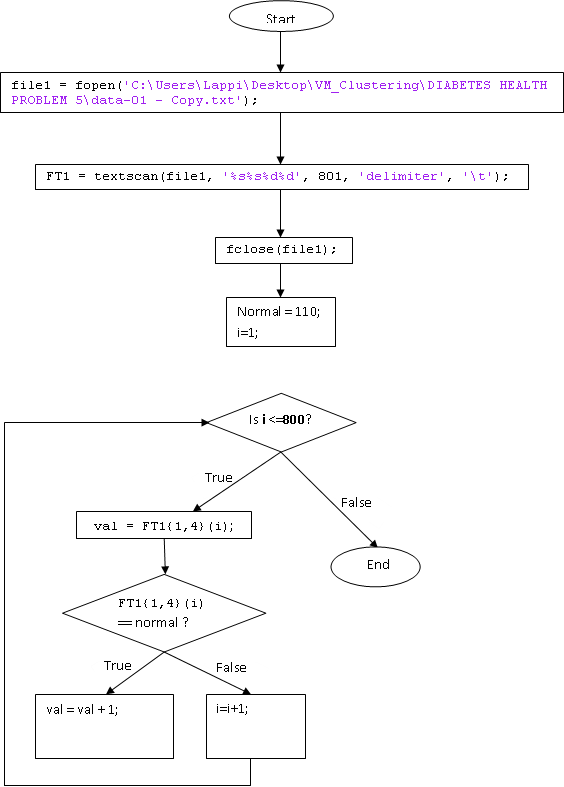 Start
file1 = fopen('C:\Users\Lappi\Desktop\VM_Clustering\DIABETES HEALTH
PROBLEM 5\data-01 - Copy.txt');
FT1 = textscan(file1, '%s%s%d%d', 801, 'delimiter', '\t');
fclose(file1);
Normal = 110;
i=1;
Is i <=800?
True
False
val = FT1{1,4}(i);
End
FT1{1,4}(i)
== normal ?
True
False
val = val + 1;
i=i+1;